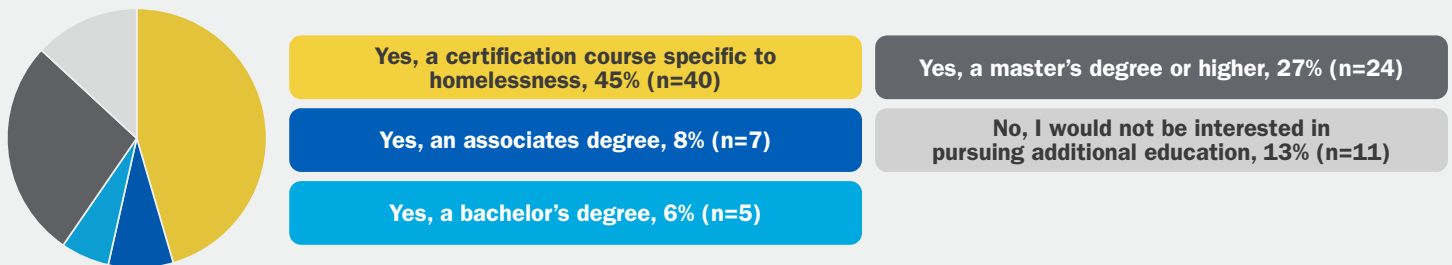 Yes, a certification course specific to
homelessness, 45% (n=40)
Yes, an associates degree, 8% (n=7)
Yes, a bachelor’s degree, 6% (n=5)
Yes, a master’s degree or higher, 27% (n=24)
No, I would not be interested in
pursuing additional education, 13% (n=11)